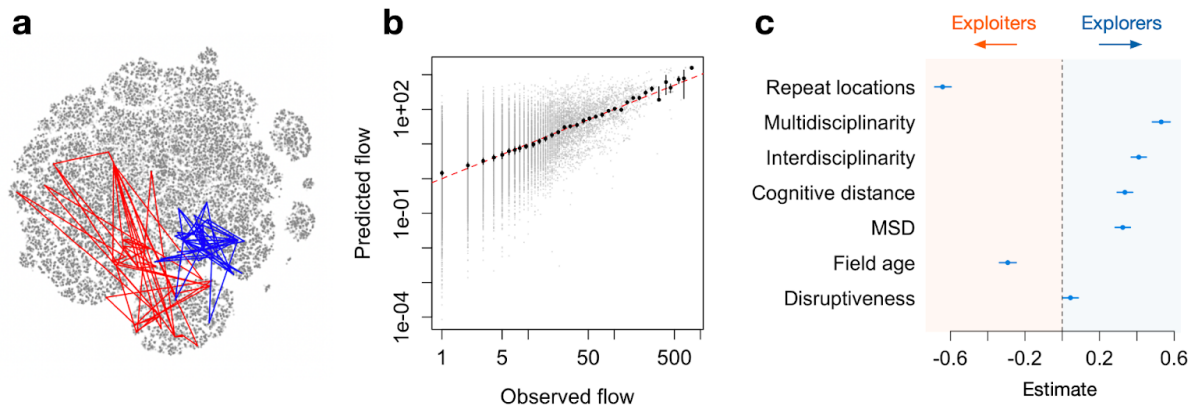 a
b
Predicted flow
1e+02
1e-01
1e-04
1 5 50 500
Observed flow
c
Exploiters Explorers
Repeat locations
Multidisciplinarity
Interdisciplinarity
Cognitive distance
MSD
Field age
Disruptiveness
-0.6 -0.2 0.2 0.6
Estimate